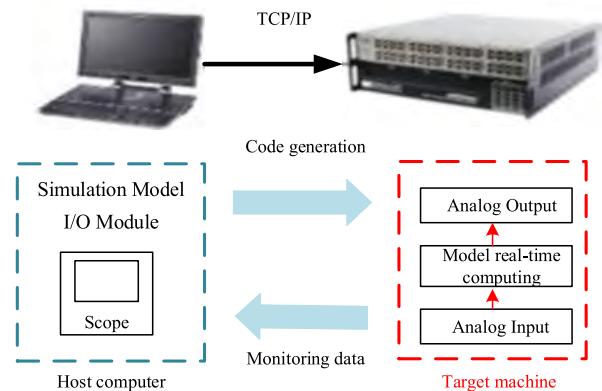 TCP/IP
Code generation
Simulation Model
I/O Module
Scope
Analog Output
Model real-time
computing
Analog Input
Monitoring data
Host computer
Target machine